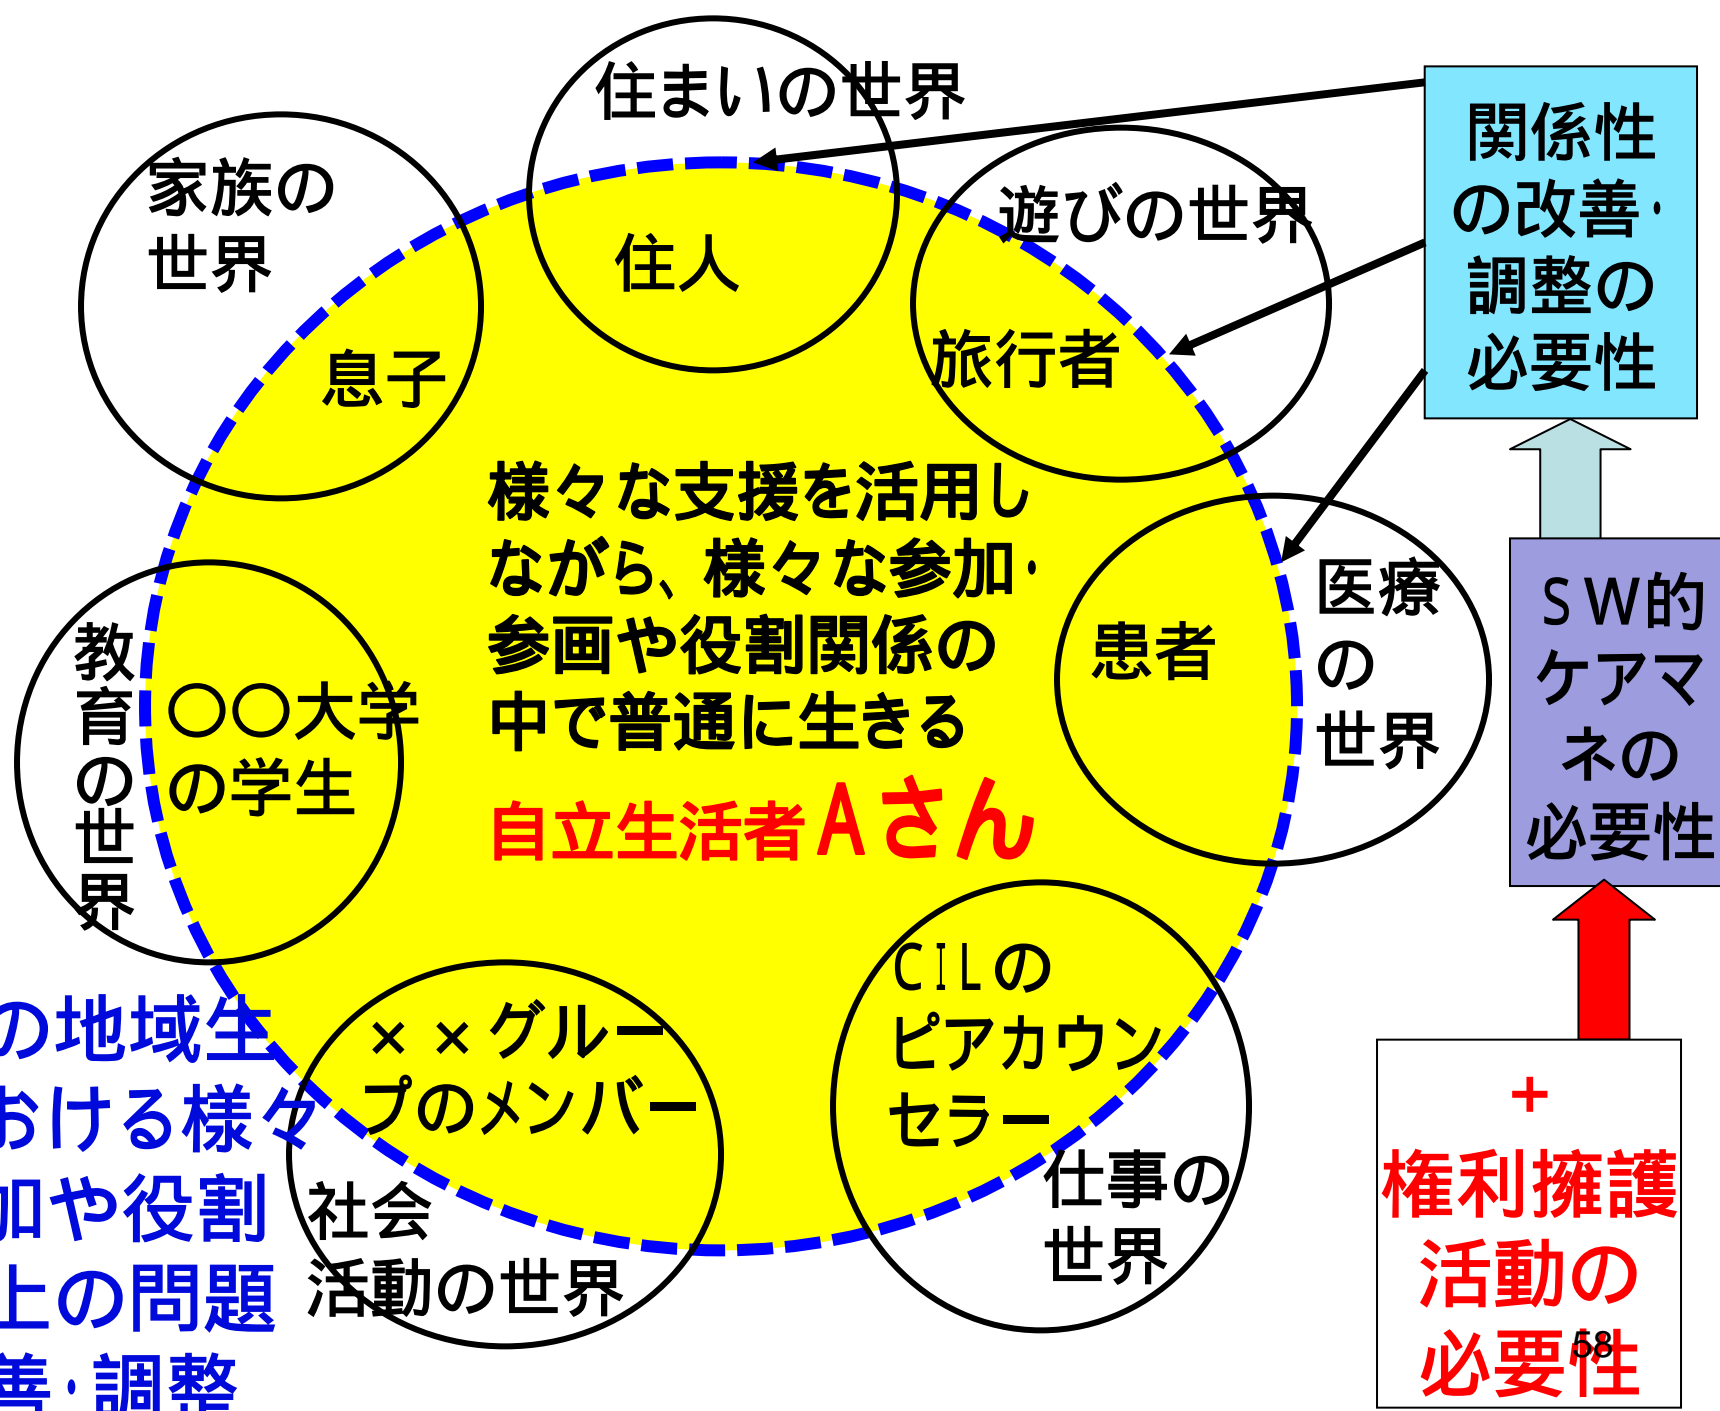 住まいの世界
住人
家族の
世界
息子
遊びの世界
旅行者
関係性
の改善・
調整の
必要性
様々な支援を活用し
ながら、様々な参加・
参画や役割関係の
中で普通に生きる
自立生活者Aさん
医療
の
世界
患者
SW的
ケアマ
ネの
必要性
教育の世界
〇〇大学
の学生
CILの
ピアカウン
セラー
仕事の
世界
××グルー
プのメンバー
社会
活動の世界
の地域生
おける様々
加や役割
上の問題
善・調整
+
権利擁護
活動の
必要性
58